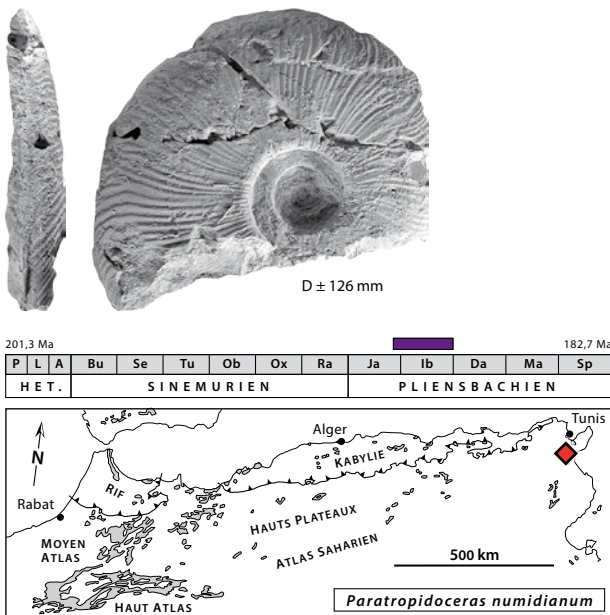 D ± 126 mm
201,3 Ma 182,7 Ma
P L A Bu Se Tu Ob Ox Ra Ja Ib Da Ma Sp
HET. SINEMURIEN PLIENSBACHIEN
Tunis
Alger
N
KABYLIE
RIF
Rabat
HAUTS PLATEAUX
MOYEN
ATLAS
ATLAS SAHARIEN
500 km
HAUT ATLAS
Paratropidoceras numidianum